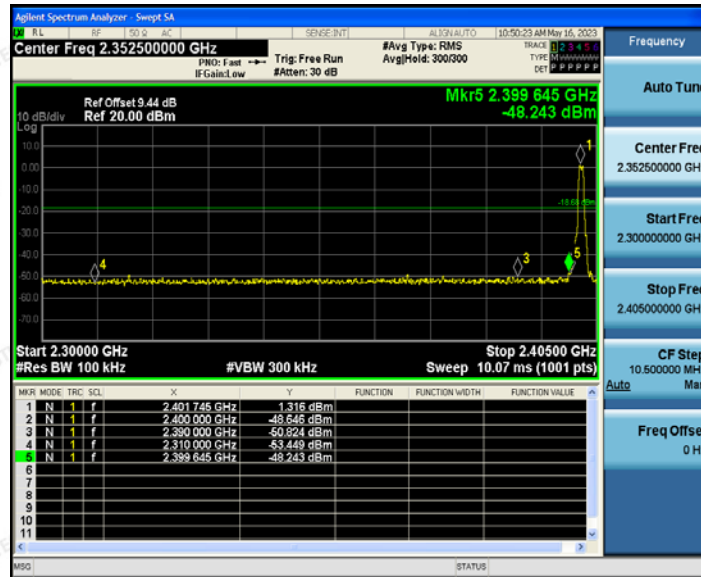 Agilent Spectrum Analyzer - Swept SA
RL RF 50 Ω AC SENSE:INT ALIGN AUTO 10:50:23 AM May 16, 2023
Center Freq 2.352500000 GHz
PNO: Fast
IFGain:Low
Trig: Free Run
#Atten: 30 dB
#Avg Type: RMS
Avg|Hold: 300/300
TRACE 1 2 3 4 5 6
TYPE M
DET P P P P P P
Frequency
Ref Offset 9.44 dB
Ref 20.00 dBm
10 dB/div
Log
Mkr5 2.399 645 GHz
-48.243 dBm
10.0
0.00
-10.0
-20.0
-30.0
-40.0
-50.0
-60.0
-70.0
1
3
4
5
Start 2.30000 GHz
Stop 2.40500 GHz
#Res BW 100 kHz
#VBW 300 kHz
Sweep 10.07 ms (1001 pts)
MKR MODE TRC SCL X Y FUNCTION FUNCTION WIDTH FUNCTION VALUE
1 N 1 f 2.401 745 GHz 1.316 dBm
2 N 1 f 2.400 000 GHz -48.546 dBm
3 N 1 f 2.390 000 GHz -50.824 dBm
4 N 1 f 2.310 000 GHz -53.449 dBm
5 N 1 f 2.399 645 GHz -48.243 dBm
6
7
8
9
10
11
MSG
STATUS
Auto Tun
Center Fre
2.352500000 GH
Start Fre
2.300000000 GH
Stop Fre
2.405000000 GH
CF Step
10.500000 MH
Auto Ma
Freq Offse
0 H